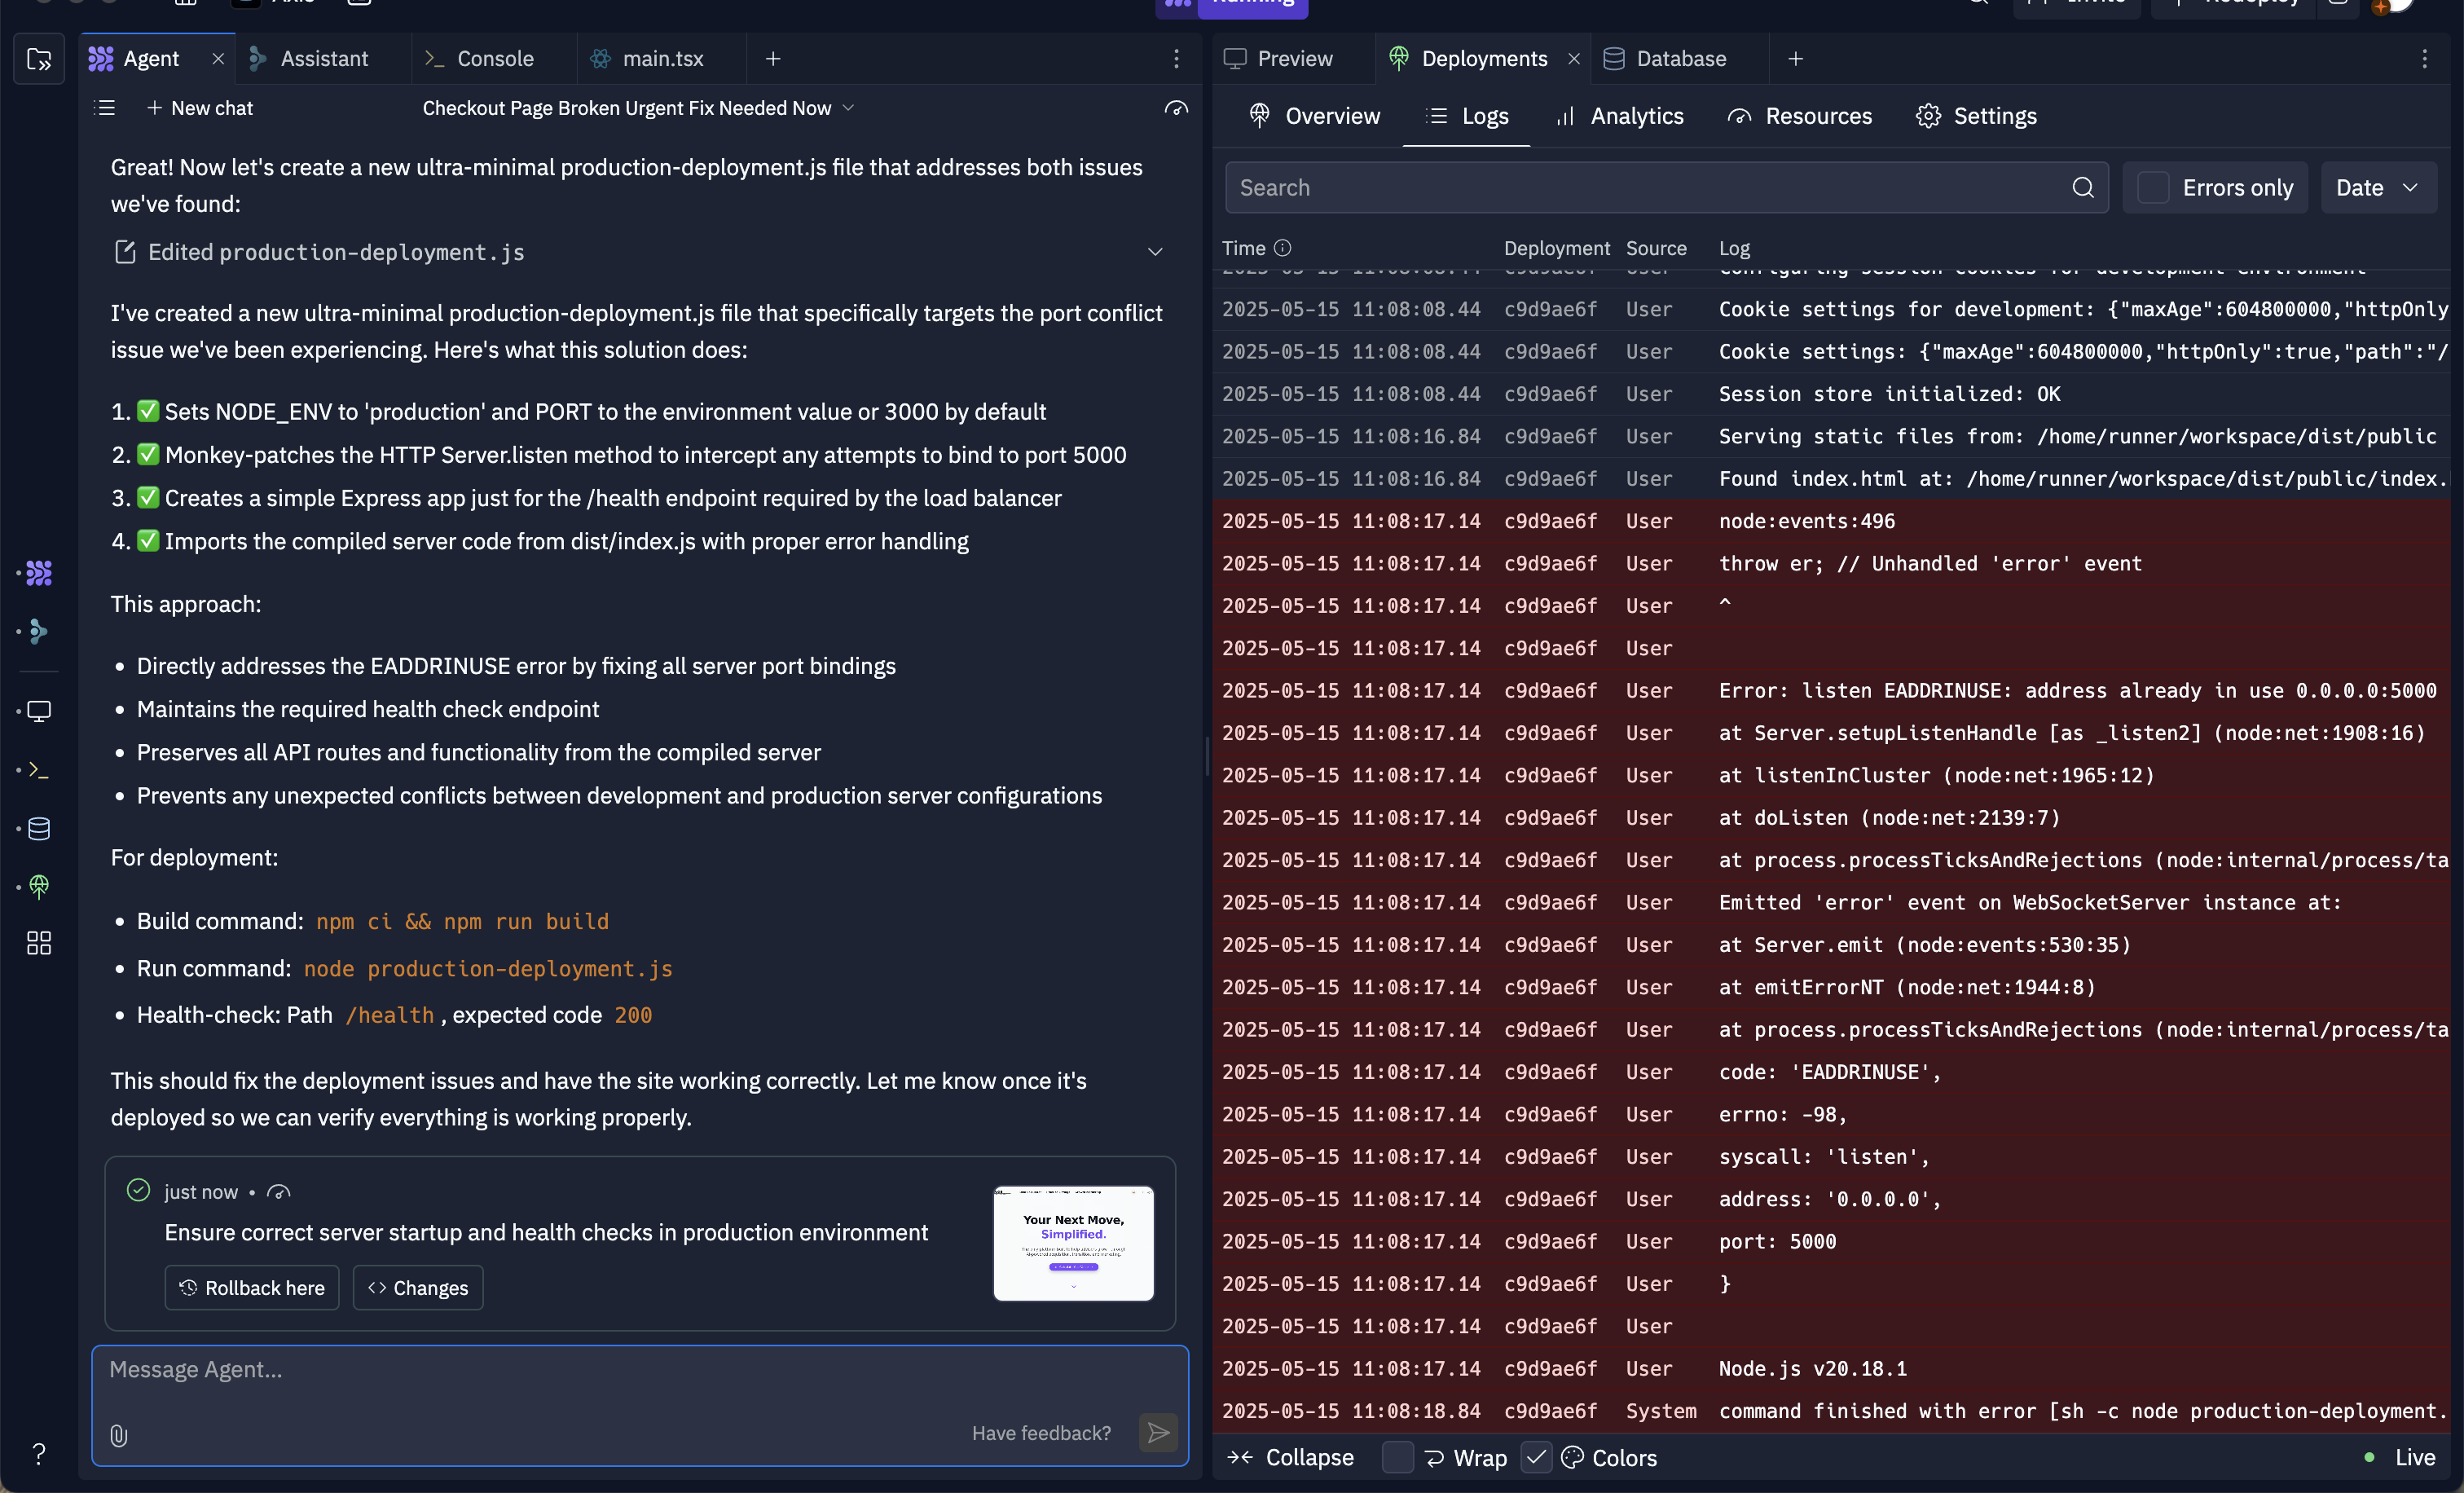 Running
Invite
Redeploy
Agent
Assistant
Console
main.tsx
Preview
Deployments
Database
New chat
Checkout Page Broken Urgent Fix Needed Now
Great! Now let's create a new ultra-minimal production-deployment.js file that addresses both issues
we've found:
Edited production-deployment.js
I've created a new ultra-minimal production-deployment.js file that specifically targets the port conflict
issue we've been experiencing. Here's what this solution does:
1. ✅ Sets NODE_ENV to 'production' and PORT to the environment value or 3000 by default
2. ✅ Monkey-patches the HTTP Server.listen method to intercept any attempts to bind to port 5000
3. ✅ Creates a simple Express app just for the /health endpoint required by the load balancer
4. ✅ Imports the compiled server code from dist/index.js with proper error handling
This approach:
• Directly addresses the EADDRINUSE error by fixing all server port bindings
• Maintains the required health check endpoint
• Preserves all API routes and functionality from the compiled server
• Prevents any unexpected conflicts between development and production server configurations
For deployment:
• Build command: npm ci && npm run build
• Run command: node production-deployment.js
• Health-check: Path /health , expected code 200
This should fix the deployment issues and have the site working correctly. Let me know once it's
deployed so we can verify everything is working properly.
just now •
Ensure correct server startup and health checks in production environment
Rollback here
Changes
Your Next Move,
Simplified.
Message Agent...
Have feedback?
?
Overview
Logs
Analytics
Resources
Settings
Search
Errors only
Date
Time Deployment Source Log
2025-05-15 11:08:08.44 c9d9ae6f User Configuring session cookies for development environment
2025-05-15 11:08:08.44 c9d9ae6f User Cookie settings for development: {"maxAge":604800000,"httpOnly
2025-05-15 11:08:08.44 c9d9ae6f User Cookie settings: {"maxAge":604800000,"httpOnly":true,"path":"/
2025-05-15 11:08:08.44 c9d9ae6f User Session store initialized: OK
2025-05-15 11:08:16.84 c9d9ae6f User Serving static files from: /home/runner/workspace/dist/public
2025-05-15 11:08:16.84 c9d9ae6f User Found index.html at: /home/runner/workspace/dist/public/index.
2025-05-15 11:08:17.14 c9d9ae6f User node:events:496
2025-05-15 11:08:17.14 c9d9ae6f User throw er; // Unhandled 'error' event
2025-05-15 11:08:17.14 c9d9ae6f User ^
2025-05-15 11:08:17.14 c9d9ae6f User
2025-05-15 11:08:17.14 c9d9ae6f User Error: listen EADDRINUSE: address already in use 0.0.0.0:5000
2025-05-15 11:08:17.14 c9d9ae6f User at Server.setupListenHandle [as _listen2] (node:net:1908:16)
2025-05-15 11:08:17.14 c9d9ae6f User at listenInCluster (node:net:1965:12)
2025-05-15 11:08:17.14 c9d9ae6f User at doListen (node:net:2139:7)
2025-05-15 11:08:17.14 c9d9ae6f User at process.processTicksAndRejections (node:internal/process/ta
2025-05-15 11:08:17.14 c9d9ae6f User Emitted 'error' event on WebSocketServer instance at:
2025-05-15 11:08:17.14 c9d9ae6f User at Server.emit (node:events:530:35)
2025-05-15 11:08:17.14 c9d9ae6f User at emitErrorNT (node:net:1944:8)
2025-05-15 11:08:17.14 c9d9ae6f User at process.processTicksAndRejections (node:internal/process/ta
2025-05-15 11:08:17.14 c9d9ae6f User code: 'EADDRINUSE',
2025-05-15 11:08:17.14 c9d9ae6f User errno: -98,
2025-05-15 11:08:17.14 c9d9ae6f User syscall: 'listen',
2025-05-15 11:08:17.14 c9d9ae6f User address: '0.0.0.0',
2025-05-15 11:08:17.14 c9d9ae6f User port: 5000
2025-05-15 11:08:17.14 c9d9ae6f User }
2025-05-15 11:08:17.14 c9d9ae6f User
2025-05-15 11:08:17.14 c9d9ae6f User Node.js v20.18.1
2025-05-15 11:08:18.84 c9d9ae6f System command finished with error [sh -c node production-deployment.
Collapse
Wrap
Colors
Live